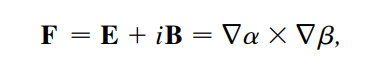 F = E + iB = ∇α × ∇β,